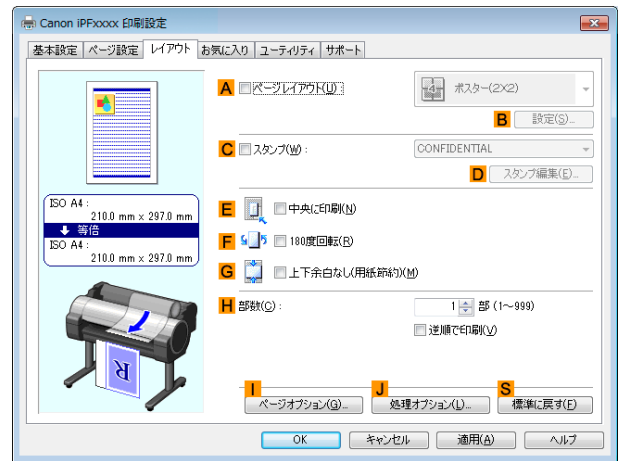 Canon iPFxxxx 印刷設定
基本設定 ページ設定 レイアウト お気に入り ユーティリティ サポート
A ページレイアウト(U) : ポスター(2X2)
B 設定(S)...
C スタンプ(W) : CONFIDENTIAL
D スタンプ編集(E)...
ISO A4 :
210.0 mm x 297.0 mm
等倍
ISO A4 :
210.0 mm x 297.0 mm
E 中央に印刷(N)
F 180度回転(R)
G 上下余白なし(用紙節約)(M)
H 部数(C) : 1 部 (1～999)
逆順で印刷(V)
R
I J S
ページオプション(G)... 処理オプション(L)... 標準に戻す(F)
OK キャンセル 適用(A) ヘルプ